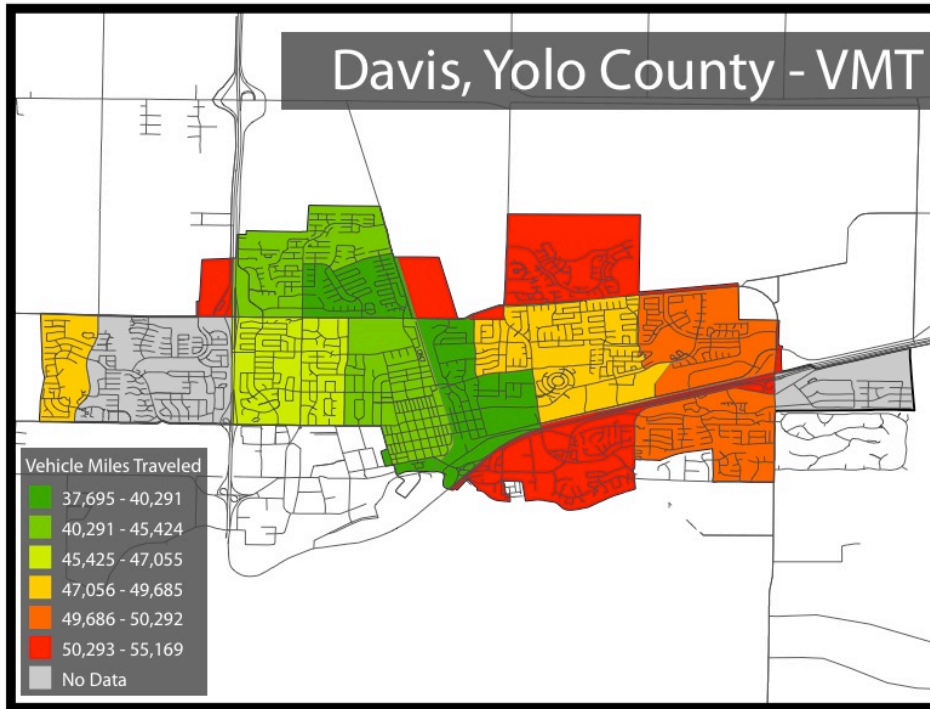 Davis, Yolo County - VMT
Vehicle Miles Traveled
37,695 - 40,291
40,291 - 45,424
45,425 - 47,055
47,056 - 49,685
49,686 - 50,292
50,293 - 55,169
No Data